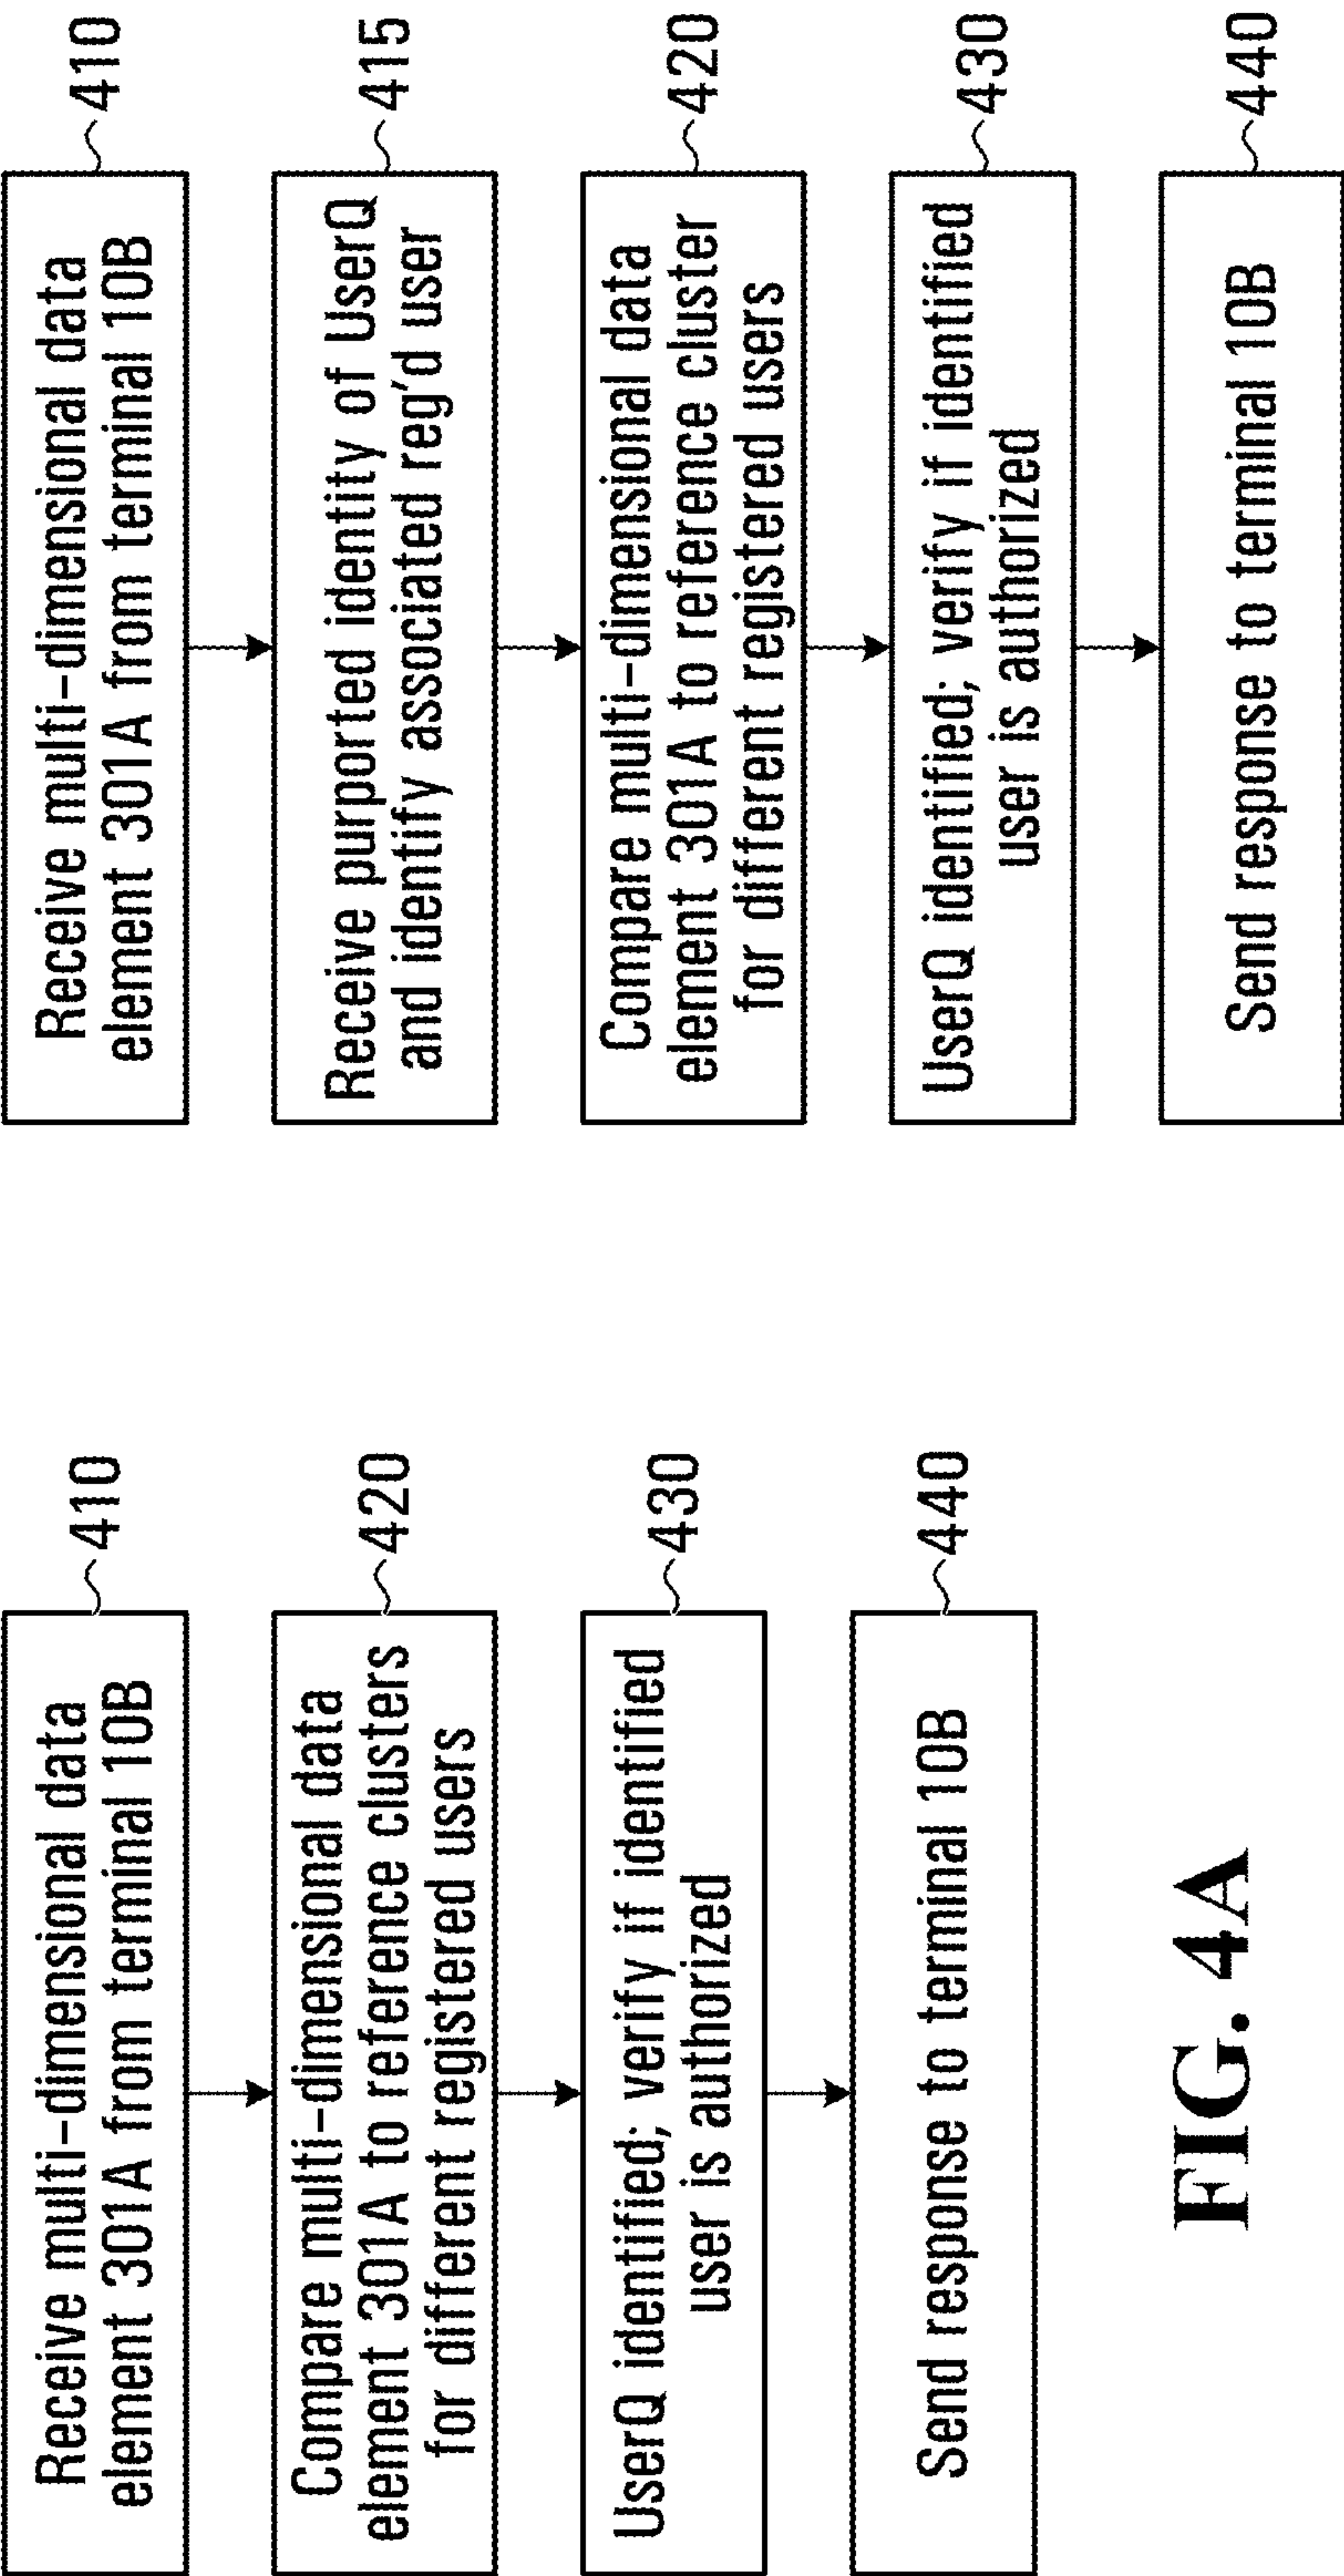 Receive multi-dimensional data
element 301A from terminal 10B
410
Compare multi-dimensional data
element 301A to reference clusters
for different registered users
420
UserQ identified; verify if identified
user is authorized
430
Send response to terminal 10B
440
FIG. 4A
Receive multi-dimensional data
element 301A from terminal 10B
410
Receive purported identity of UserQ
and identify associated reg'd user
415
Compare multi-dimensional data
element 301A to reference cluster
for different registered users
420
UserQ identified; verify if identified
user is authorized
430
Send response to terminal 10B
440